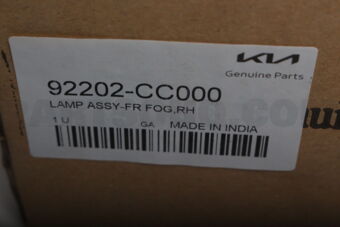 KIA
Genuine Parts
92202-CC000
LAMP ASSY-FR FOG,RH
1 U GA MADE IN INDIA